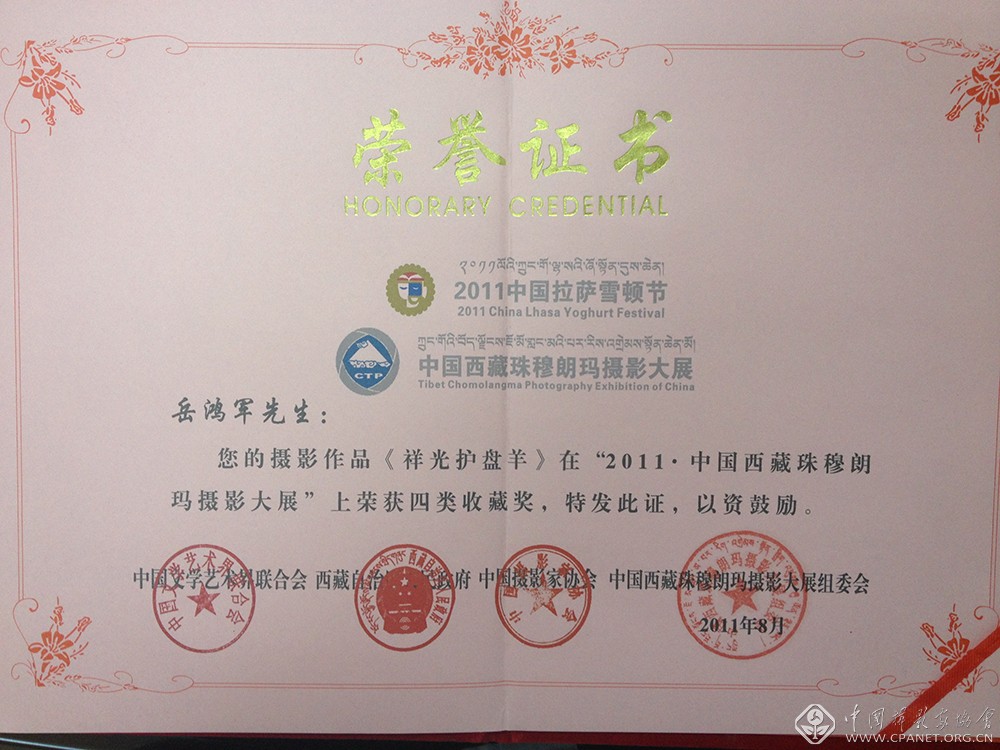 荣誉证书
HONORARY CREDENTIAL
༢༠༡༡ལོའི་ཀྲུང་གོ་ལྷ་སའི་ཞོ་སྟོན་དུས་ཆེན།
2011中国拉萨雪顿节
2011 China Lhasa Yoghurt Festival
ཀྲུང་གོའི་བོད་ལྗོངས་ཇོ་མོ་གླང་མའི་པར་རིས་འགྲེམས་སྟོན་ཆེན་མོ།
CTP
中国西藏珠穆朗玛摄影大展
Tibet Chomolangma Photography Exhibition of China
岳鸿军先生：
您的摄影作品《祥光护盘羊》在“2011·中国西藏珠穆朗
玛摄影大展”上荣获四类收藏奖，特发此证，以资鼓励。
中国文学艺术界联合会 西藏自治区人民政府 中国摄影家协会 中国西藏珠穆朗玛摄影大展组委会
2011年8月
中国摄影家协会
WWW.CPANET.ORG.CN